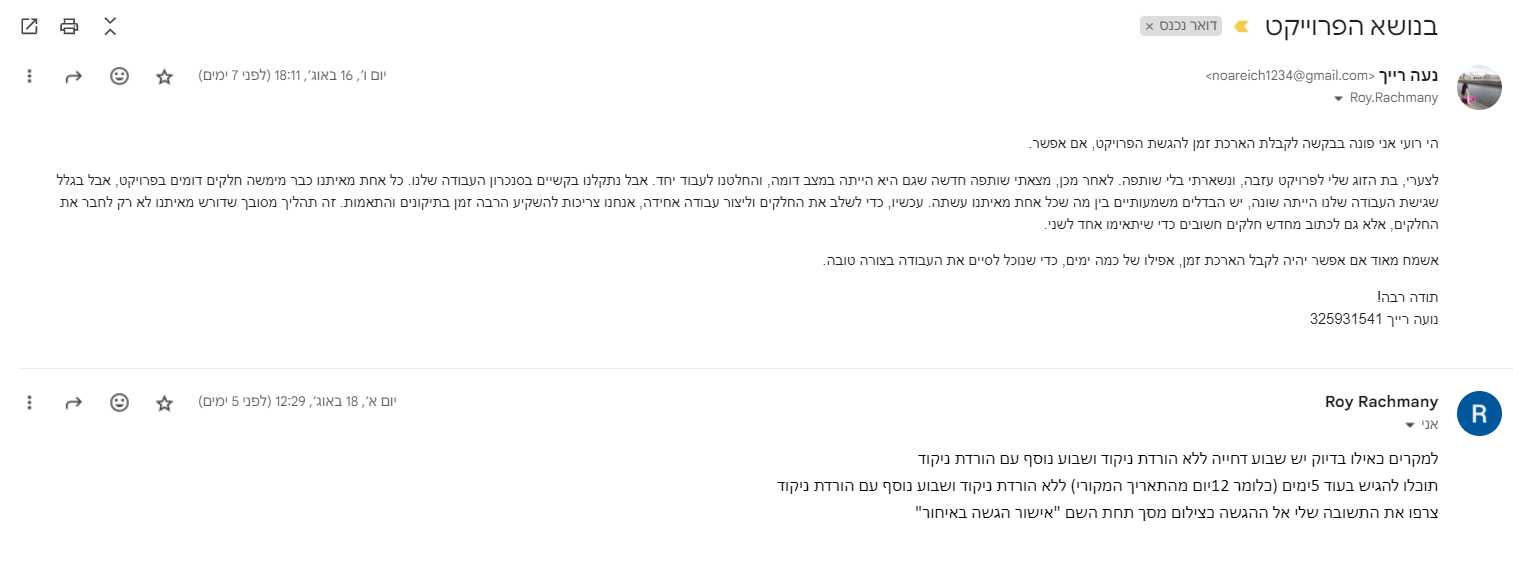 בנושא הפרוייקט
דואר נכנס ×
נעה רייך <noareich1234@gmail.com>
יום ו׳, 16 באוג׳, 18:11 (לפני 7 ימים)
Roy.Rachmany
הי רועי אני פונה בבקשה לקבלת הארכת זמן להגשת הפרויקט, אם אפשר.
לצערי, בת הזוג שלי לפרויקט עזבה, ונשארתי בלי שותפה. לאחר מכן, מצאתי שותפה חדשה שגם היא הייתה במצב דומה, והחלטנו לעבוד יחד. אבל נתקלנו בקשיים בסנכרון העבודה שלנו. כל אחת מאיתנו כבר מימשה חלקים דומים בפרויקט, אבל בגלל
שגישת העבודה שלנו הייתה שונה, יש הבדלים משמעותיים בין מה שכל אחת מאיתנו עשתה. עכשיו, כדי לשלב את החלקים וליצור עבודה אחידה, אנחנו צריכות להשקיע הרבה זמן בתיקונים והתאמות. זה תהליך מסובך שדורש מאיתנו לא רק לחבר את
החלקים, אלא גם לכתוב מחדש חלקים חשובים כדי שיתאימו אחד לשני.
אשמח מאוד אם אפשר יהיה לקבל הארכת זמן, אפילו של כמה ימים, כדי שנוכל לסיים את העבודה בצורה טובה.
תודה רבה!
נועה רייך 325931541
Roy Rachmany
יום א׳, 18 באוג׳, 12:29 (לפני 5 ימים)
אני
R
למקרים כאילו בדיוק יש שבוע דחייה ללא הורדת ניקוד ושבוע נוסף עם הורדת ניקוד
תוכלו להגיש בעוד 5ימים (כלומר 12יום מהתאריך המקורי) ללא הורדת ניקוד ושבוע נוסף עם הורדת ניקוד
צרפו את התשובה שלי אל ההגשה כצילום מסך תחת השם "אישור הגשה באיחור"